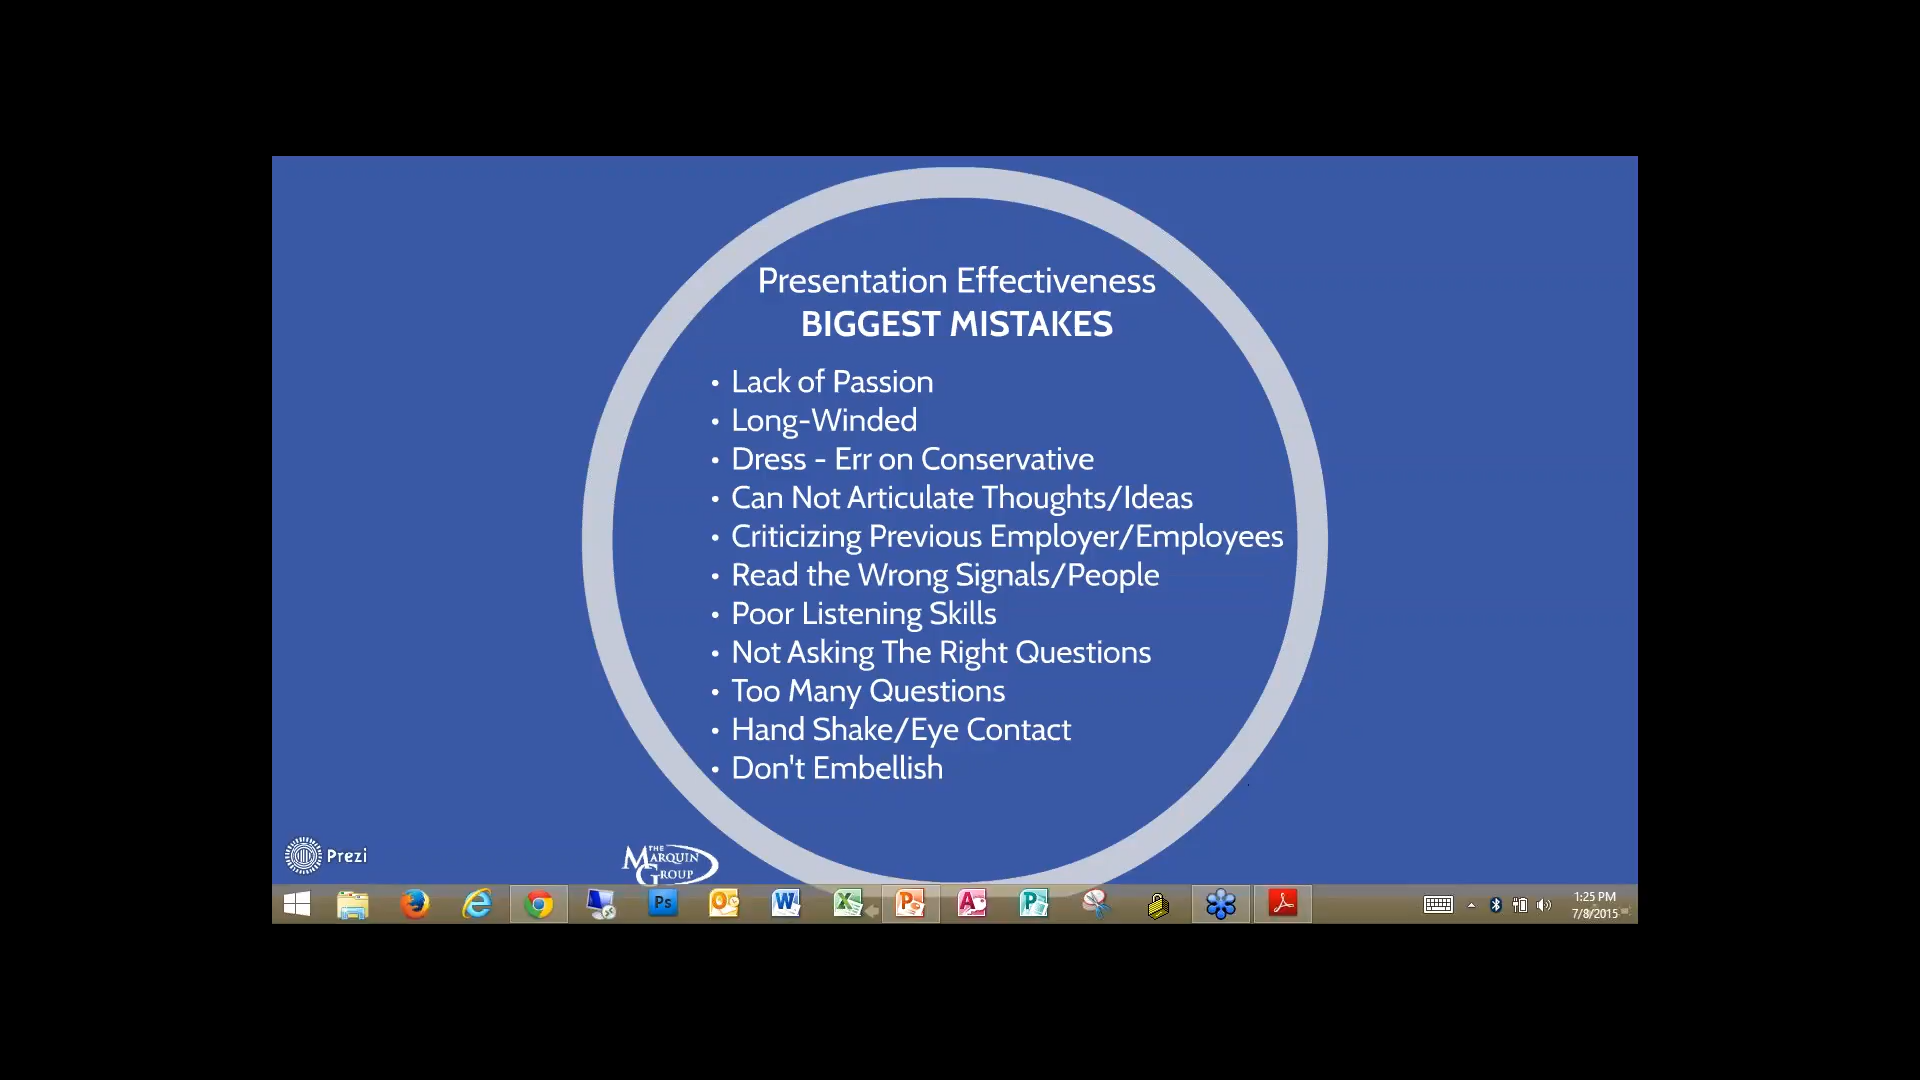 Presentation Effectiveness
BIGGEST MISTAKES
• Lack of Passion
• Long-Winded
• Dress - Err on Conservative
• Can Not Articulate Thoughts/Ideas
• Criticizing Previous Employer/Employees
• Read the Wrong Signals/People
• Poor Listening Skills
• Not Asking The Right Questions
• Too Many Questions
• Hand Shake/Eye Contact
• Don't Embellish
Prezi
THE
MARQUIN
GROUP
Ps
1:25 PM
7/8/2015